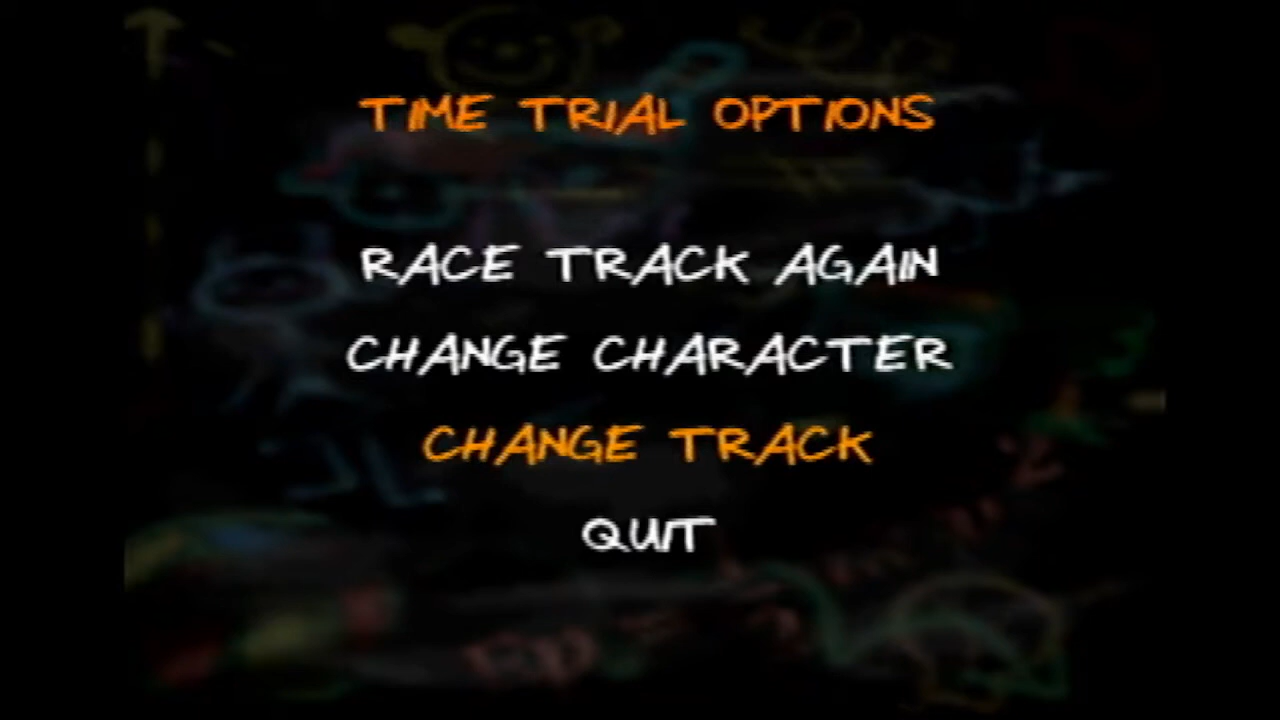 TIME TRIAL OPTIONS
RACE TRACK AGAIN
CHANGE CHARACTER
CHANGE TRACK
QUIT